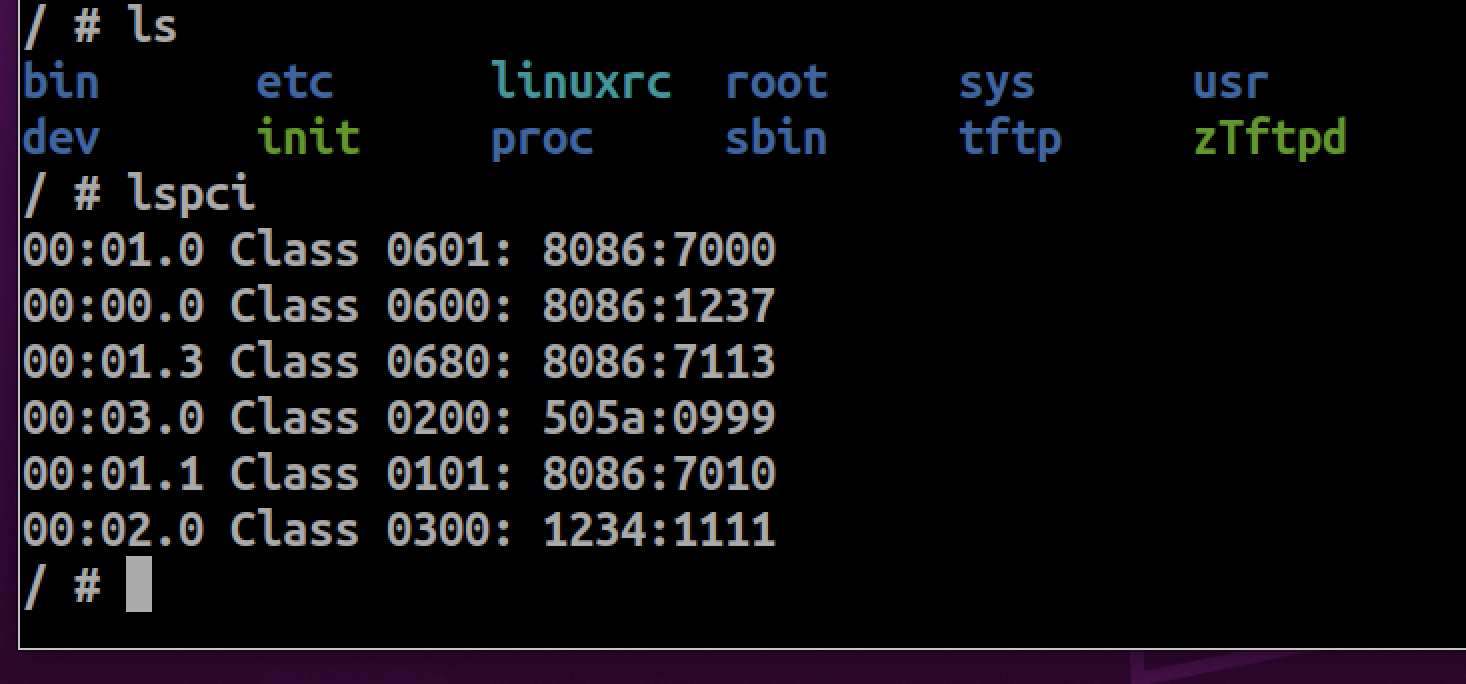 / # ls
bin etc linuxrc root sys usr
dev init proc sbin tftp zTftpd
/ # lspci
00:01.0 Class 0601: 8086:7000
00:00.0 Class 0600: 8086:1237
00:01.3 Class 0680: 8086:7113
00:03.0 Class 0200: 505a:0999
00:01.1 Class 0101: 8086:7010
00:02.0 Class 0300: 1234:1111
/ #